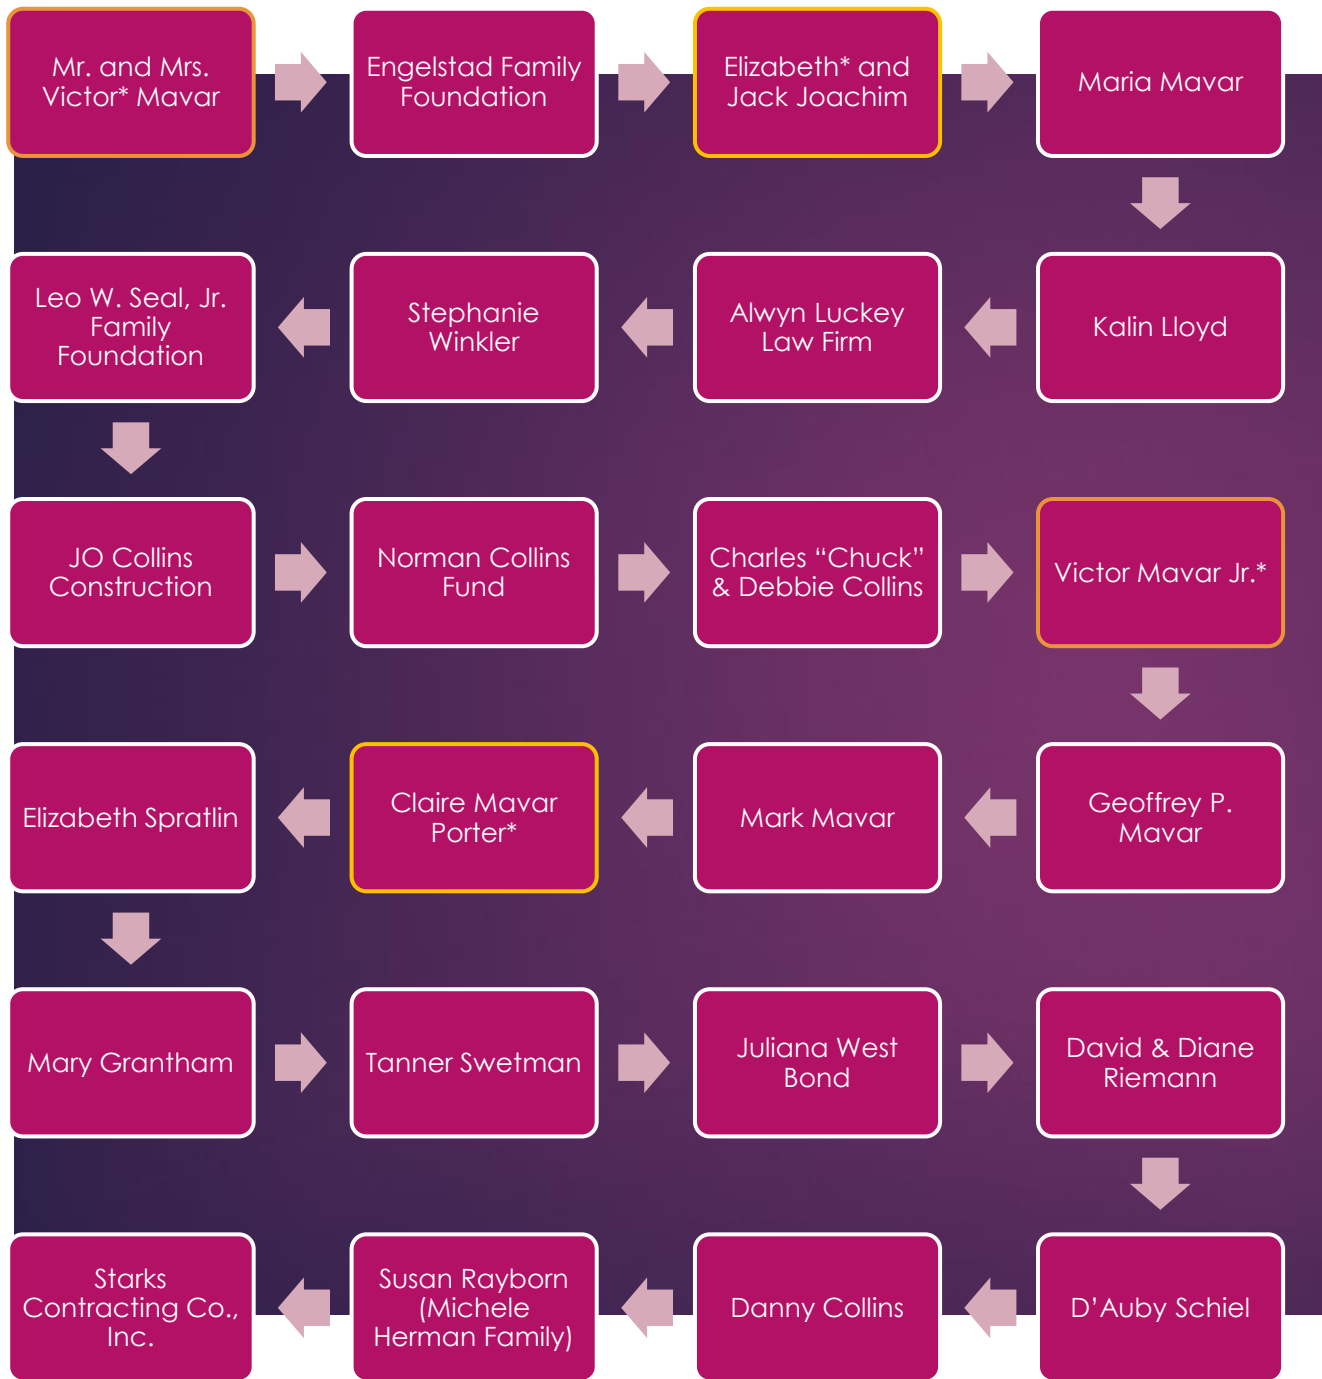 Mr. and Mrs.
Victor* Mavar
Engelstad Family
Foundation
Elizabeth* and
Jack Joachim
Maria Mavar
Kalin Lloyd
Alwyn Luckey
Law Firm
Stephanie
Winkler
Leo W. Seal, Jr.
Family
Foundation
JO Collins
Construction
Norman Collins
Fund
Charles “Chuck”
& Debbie Collins
Victor Mavar Jr.*
Geoffrey P.
Mavar
Mark Mavar
Claire Mavar
Porter*
Elizabeth Spratlin
Mary Grantham
Tanner Swetman
Juliana West
Bond
David & Diane
Riemann
D’Auby Schiel
Danny Collins
Susan Rayborn
(Michele
Herman Family)
Starks
Contracting Co.,
Inc.